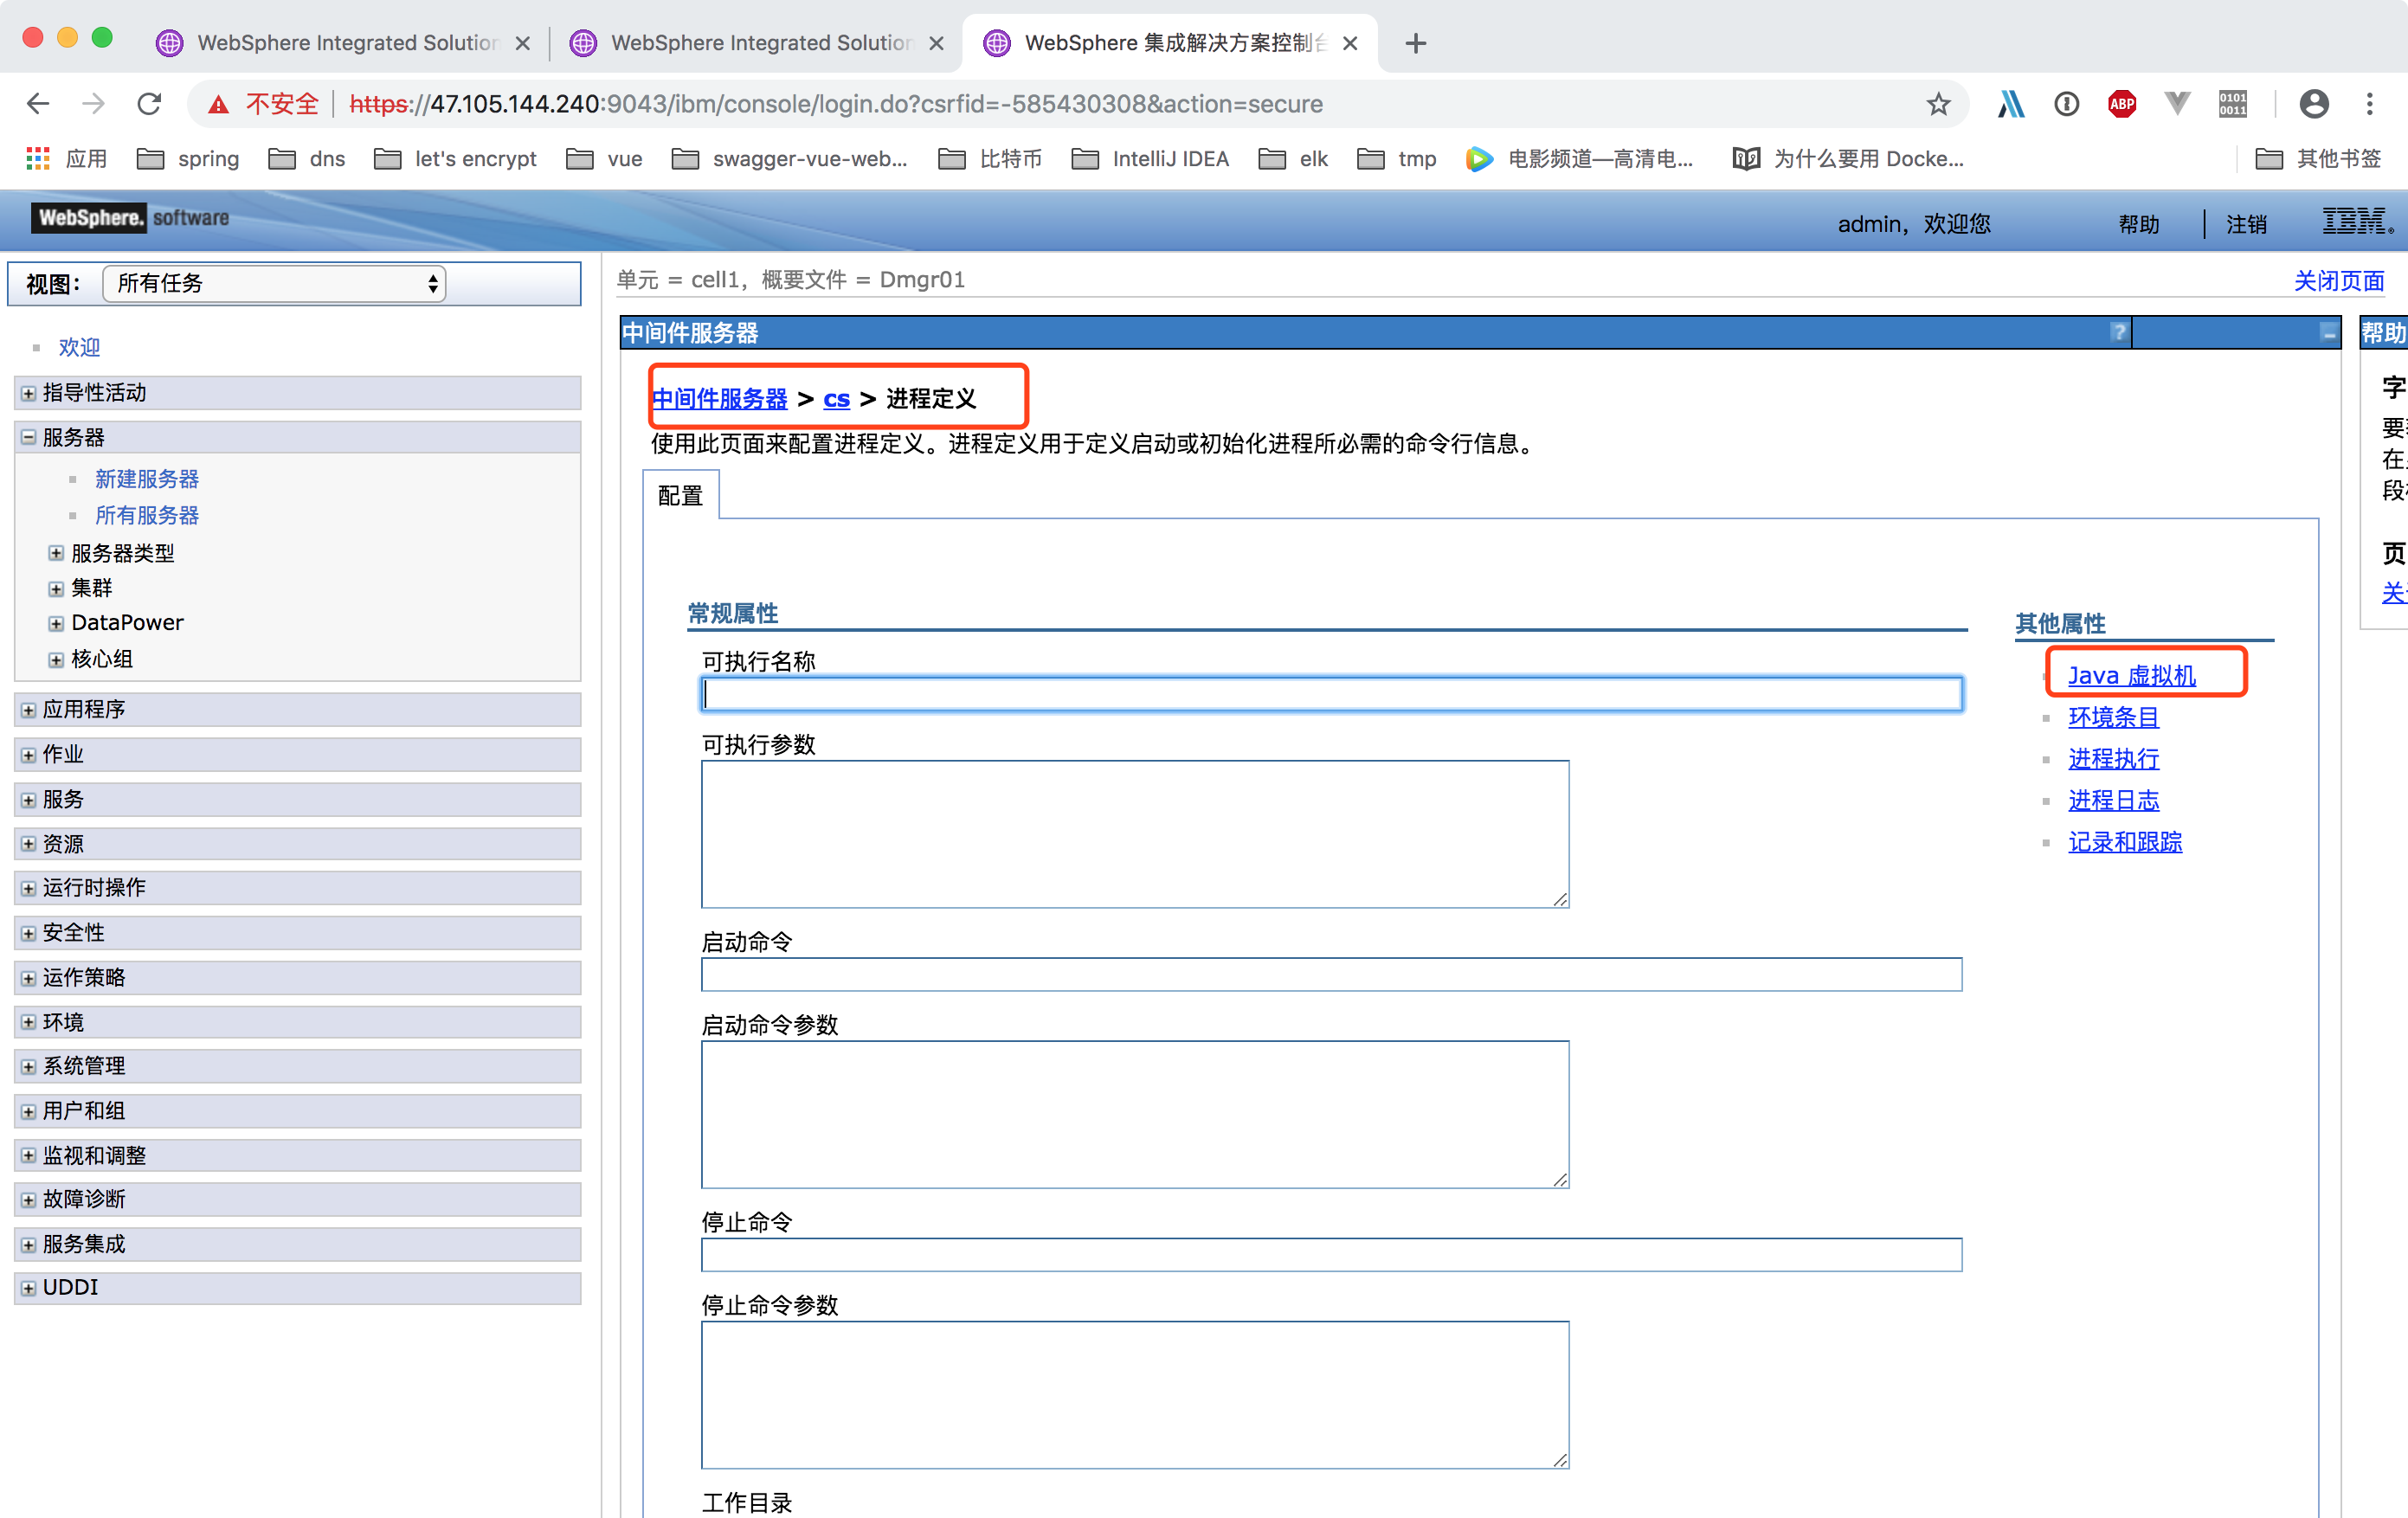 WebSphere Integrated Solution
WebSphere Integrated Solution
WebSphere 集成解决方案控制台
不安全 https://47.105.144.240:9043/ibm/console/login.do?csrfid=-585430308&action=secure
ABP
0101
0011
应用 spring dns let's encrypt vue swagger-vue-web... 比特币 IntelliJ IDEA elk tmp 电影频道—高清电... 为什么要用 Docke... 其他书签
WebSphere. software
admin，欢迎您 帮助 注销 IBM.
视图： 所有任务
欢迎
指导性活动
服务器
新建服务器
所有服务器
服务器类型
集群
DataPower
核心组
应用程序
作业
服务
资源
运行时操作
安全性
运作策略
环境
系统管理
用户和组
监视和调整
故障诊断
服务集成
UDDI
单元 = cell1，概要文件 = Dmgr01
关闭页面
中间件服务器 ? -
中间件服务器 > cs > 进程定义
使用此页面来配置进程定义。进程定义用于定义启动或初始化进程所必需的命令行信息。
配置
常规属性
可执行名称
可执行参数
启动命令
启动命令参数
停止命令
停止命令参数
工作目录
其他属性
Java 虚拟机
环境条目
进程执行
进程日志
记录和跟踪
帮助
字
在
段
页
关